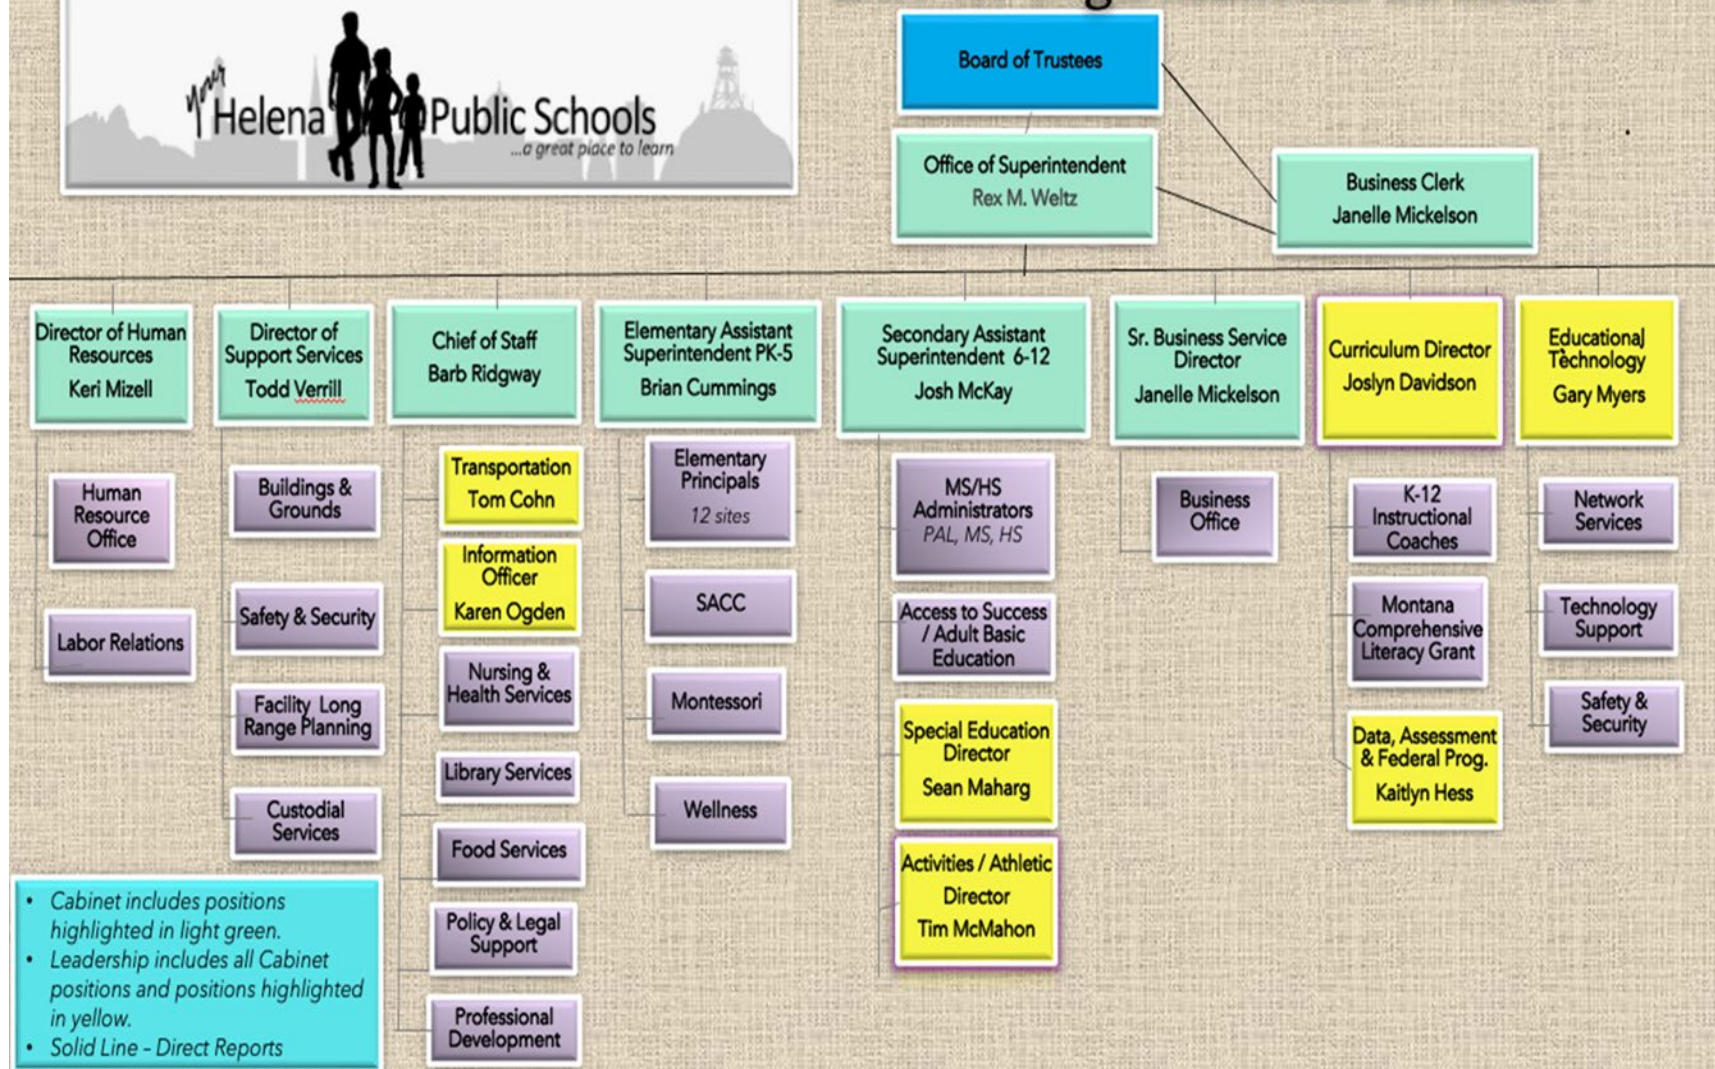 your
Helena Public Schools
...a great place to learn
Board of Trustees
Office of Superintendent
Rex M. Weltz
Business Clerk
Janelle Mickelson
Director of Human
Resources
Keri Mizell
Director of
Support Services
Todd Verrill
Chief of Staff
Barb Ridgway
Elementary Assistant
Superintendent PK-5
Brian Cummings
Secondary Assistant
Superintendent 6-12
Josh McKay
Sr. Business Service
Director
Janelle Mickelson
Curriculum Director
Joslyn Davidson
Educational
Technology
Gary Myers
Human
Resource
Office
Labor Relations
Buildings &
Grounds
Safety & Security
Facility Long
Range Planning
Custodial
Services
Transportation
Tom Cohn
Information
Officer
Karen Ogden
Nursing &
Health Services
Library Services
Food Services
Policy & Legal
Support
Professional
Development
Elementary
Principals
12 sites
SACC
Montessori
Wellness
MS/HS
Administrators
PAL, MS, HS
Access to Success
/ Adult Basic
Education
Special Education
Director
Sean Maharg
Activities / Athletic
Director
Tim McMahon
Business
Office
K-12
Instructional
Coaches
Montana
Comprehensive
Literacy Grant
Data, Assessment
& Federal Prog.
Kaitlyn Hess
Network
Services
Technology
Support
Safety &
Security
• Cabinet includes positions
highlighted in light green.
• Leadership includes all Cabinet
positions and positions highlighted
in yellow.
• Solid Line – Direct Reports